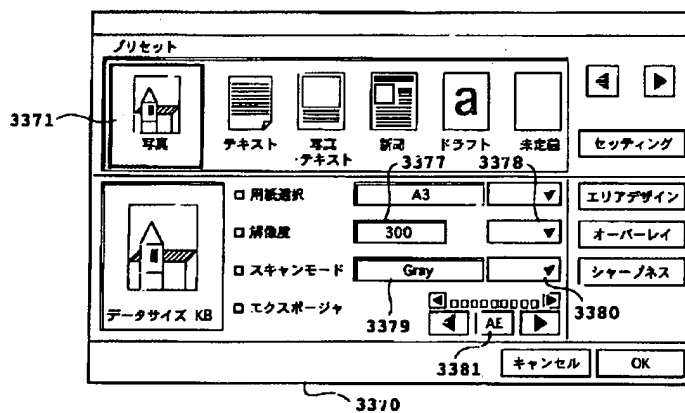 プリセット
3371
写真
テキスト
写真
・テキスト
新聞
ドラフト
a
未定義
セッティング
3377
3378
用紙選択
A3
エリアデザイン
解像度
300
オーバーレイ
スキャンモード
Gray
シャープネス
データサイズ KB
エクスポージャ
AE
3379
3380
3381
キャンセル
OK
3370